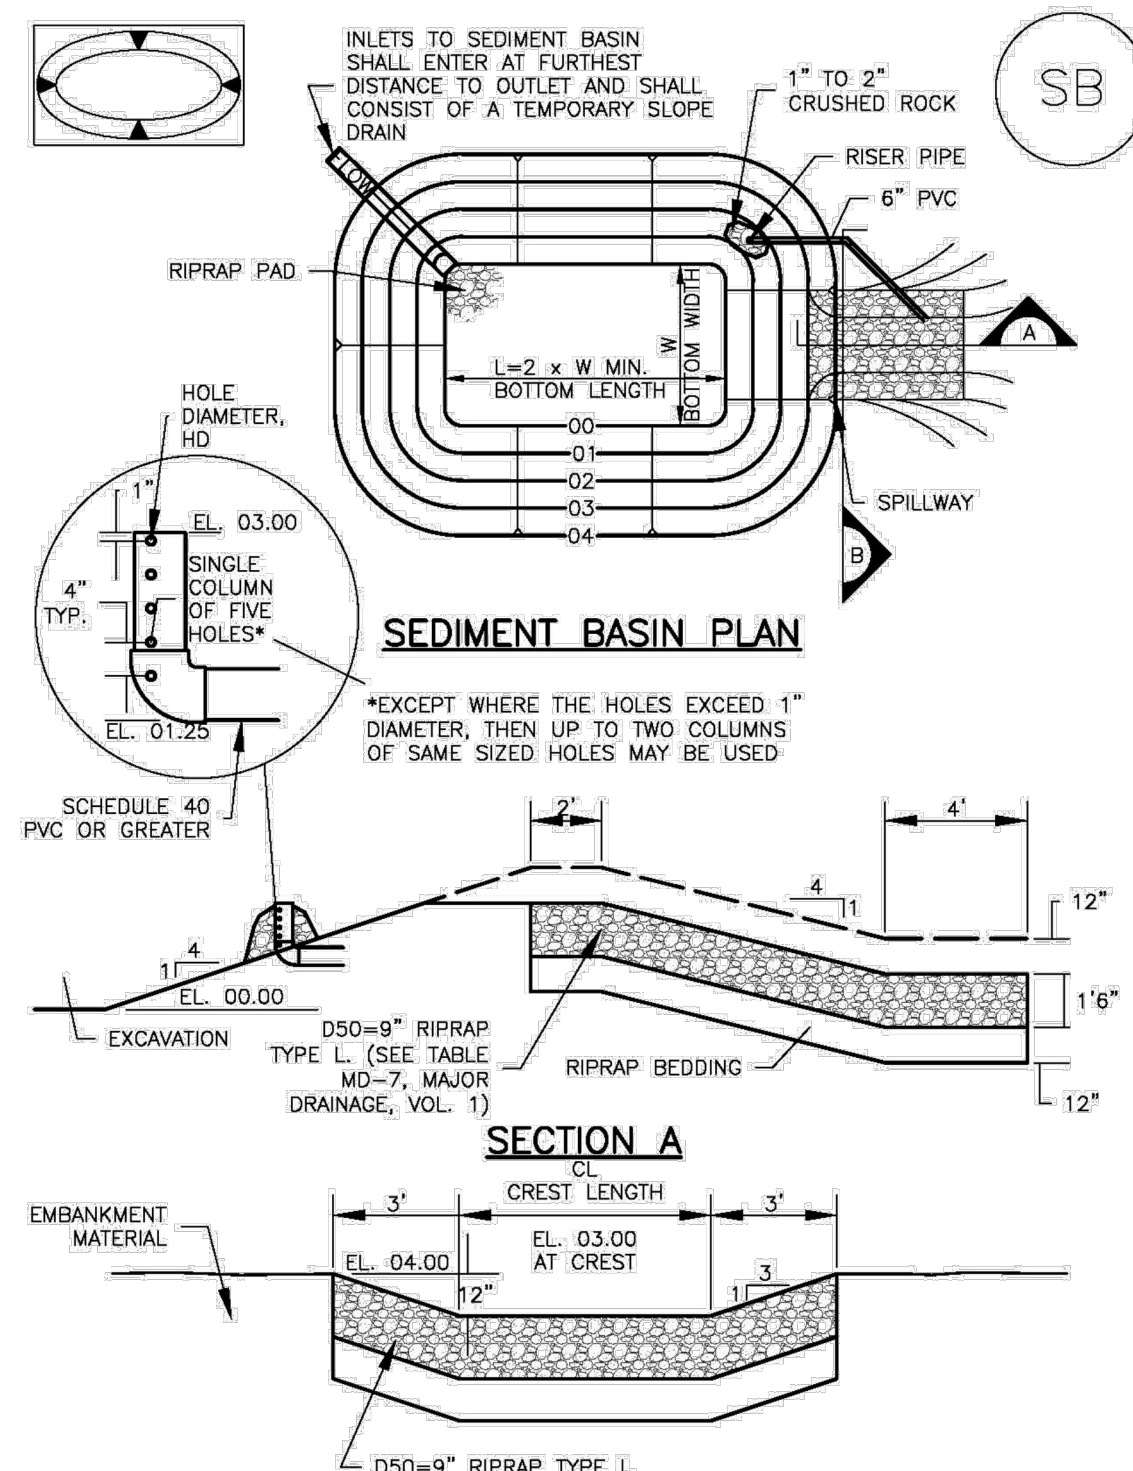 INLETS TO SEDIMENT BASIN
SHALL ENTER AT FURTHEST
DISTANCE TO OUTLET AND SHALL
CONSIST OF A TEMPORARY SLOPE
DRAIN
1" TO 2"
CRUSHED ROCK
SB
RISER PIPE
6" PVC
FLOW
RIPRAP PAD
W
BOTTOM WIDTH
A
L=2 x W MIN.
BOTTOM LENGTH
00
01
02
03
04
SPILLWAY
B
HOLE
DIAMETER,
HD
1"
EL. 03.00
4"
TYP.
SINGLE
COLUMN
OF FIVE
HOLES*
EL. 01.25
SCHEDULE 40
PVC OR GREATER
SEDIMENT BASIN PLAN
*EXCEPT WHERE THE HOLES EXCEED 1"
DIAMETER, THEN UP TO TWO COLUMNS
OF SAME SIZED HOLES MAY BE USED
2'
4'
4
1
12"
4
1
EL. 00.00
1'6"
EXCAVATION
D50=9" RIPRAP
TYPE L. (SEE TABLE
MD-7, MAJOR
DRAINAGE, VOL. 1)
RIPRAP BEDDING
12"
SECTION A
CL
CREST LENGTH
3'
3'
EMBANKMENT
MATERIAL
EL. 04.00
EL. 03.00
AT CREST
12"
3
1
D50=9" RIPRAP TYPE L